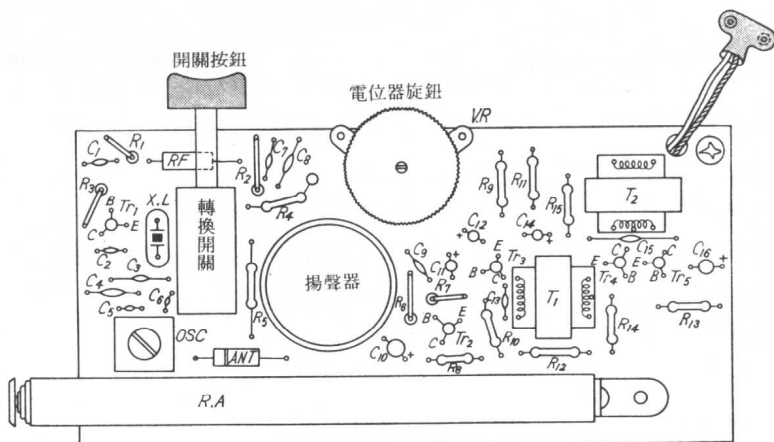 開關按鈕
電位器旋鈕
V.R
C1
R1
RF
R2
C7
C8
R3
B
Tr1
E
C
X.L
轉換開關
R4
R9
R11
R15
T2
C2
C3
C4
C5
C6
R5
揚聲器
C9
C11
+
C12
+
C14
+
E
Tr3
B
C
C13
T1
C15
C
E
Tr4
B
C
E
B
Tr5
C16
+
R6
R7
B
E
C
Tr2
R10
R14
R13
OSC
ANT
C10
+
R8
R12
R.A